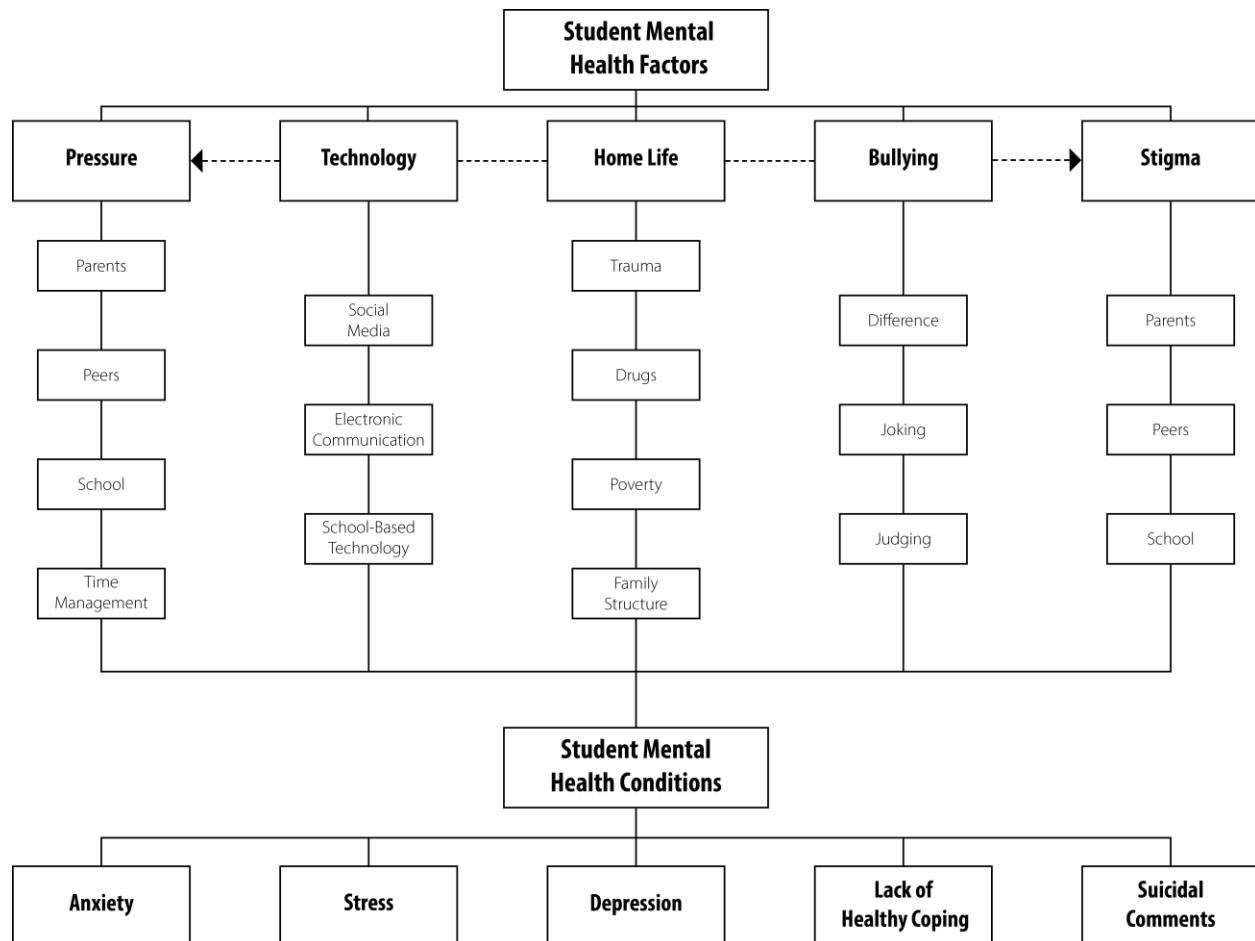 Student Mental
Health Factors
Pressure
Technology
Home Life
Bullying
Stigma
Parents
Peers
School
Time
Management
Social
Media
Electronic
Communication
School-Based
Technology
Trauma
Drugs
Poverty
Family
Structure
Difference
Joking
Judging
Parents
Peers
School
Student Mental
Health Conditions
Anxiety
Stress
Depression
Lack of
Healthy Coping
Suicidal
Comments